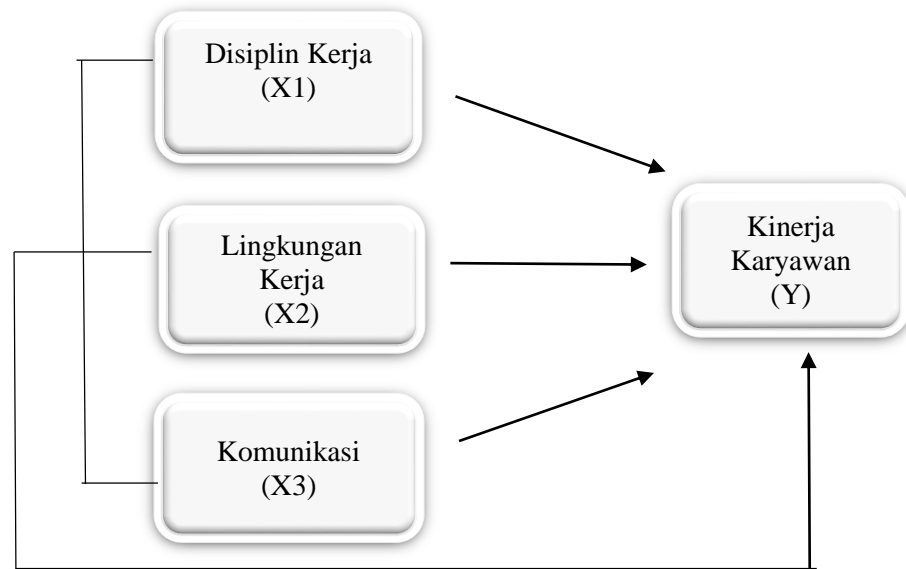 Disiplin Kerja
(X1)
Lingkungan
Kerja
(X2)
Komunikasi
(X3)
Kinerja
Karyawan
(Y)